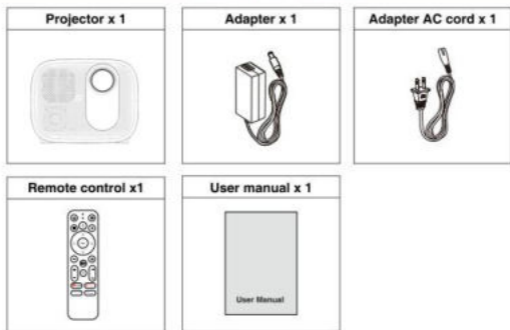 Projector x 1
Adapter x 1
Adapter AC cord x 1
Remote control x1
User manual x 1
User Manual